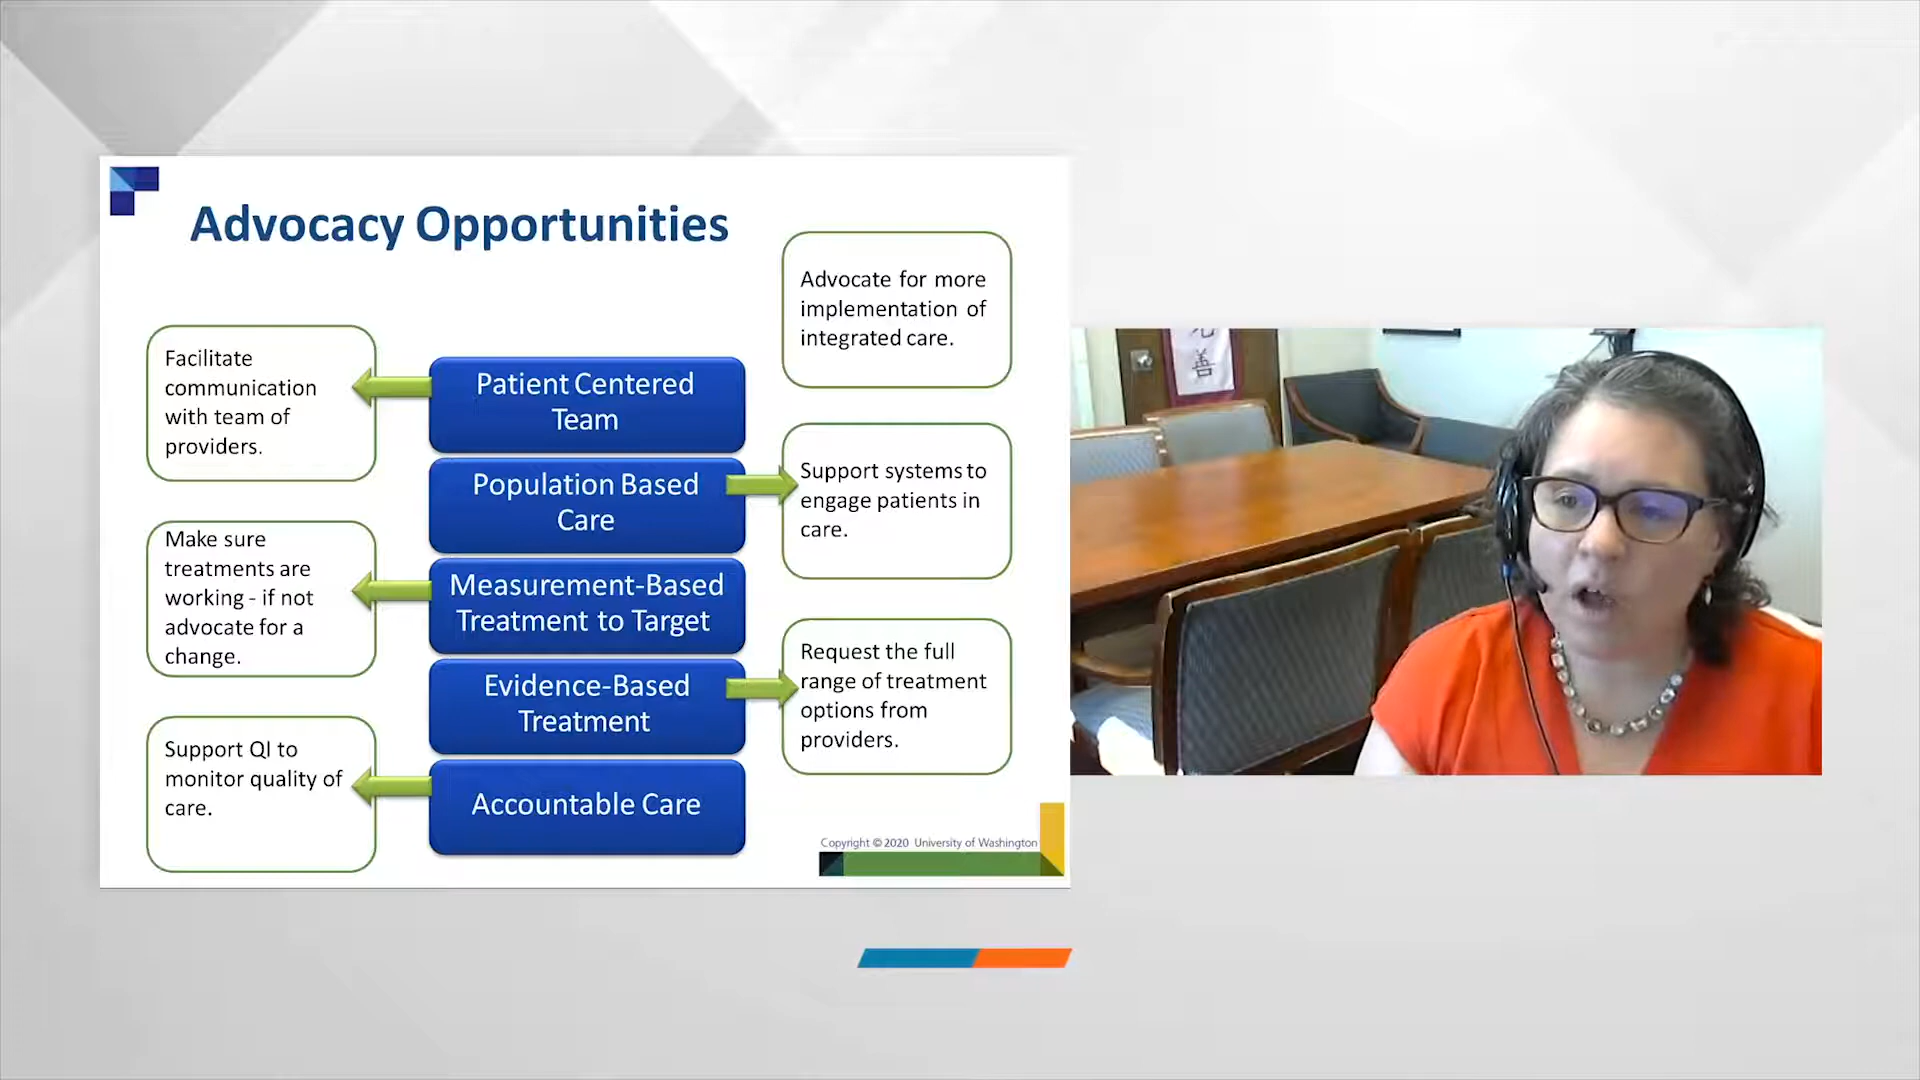 Advocacy Opportunities
Advocate for more
implementation of
integrated care.
Facilitate
communication
with team of
providers.
Patient Centered
Team
Population Based
Care
Support systems to
engage patients in
care.
Make sure
treatments are
working - if not
advocate for a
change.
Measurement-Based
Treatment to Target
Evidence-Based
Treatment
Request the full
range of treatment
options from
providers.
Support QI to
monitor quality of
care.
Accountable Care
Copyright © 2020 University of Washington
善